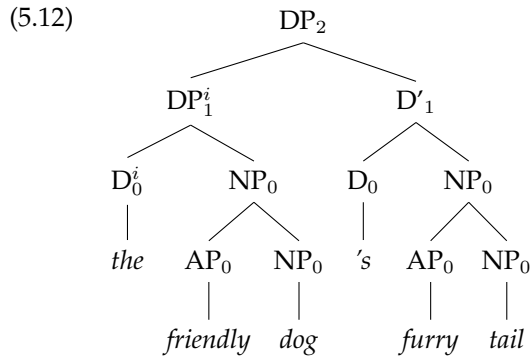 (5.12) DP₂
DPⁱ₁ D′₁
Dⁱ₀ NP₀ D₀ NP₀
the AP₀ NP₀ 's AP₀ NP₀
friendly dog furry tail